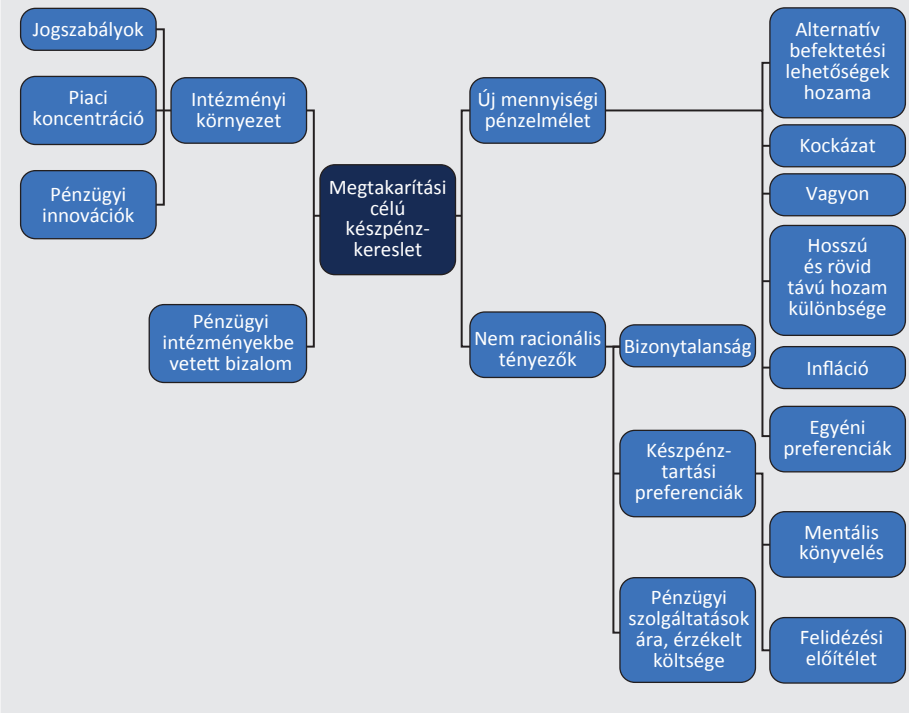 Jogszabályok
Piaci
koncentráció
Pénzügyi
innovációk
Intézményi
környezet
Pénzügyi
intézményekbe
vetett bizalom
Megtakarítási
célú
készpénz-
kereslet
Új mennyiségi
pénzelmélet
Nem racionális
tényezők
Bizonytalanság
Készpénz-
tartási
preferenciák
Pénzügyi
szolgáltatások
ára, érzékelt
költsége
Alternatív
befektetési
lehetőségek
hozama
Kockázat
Vagyon
Hosszú
és rövid
távú hozam
különbsége
Infláció
Egyéni
preferenciák
Mentális
könyvelés
Felidézési
előítélet